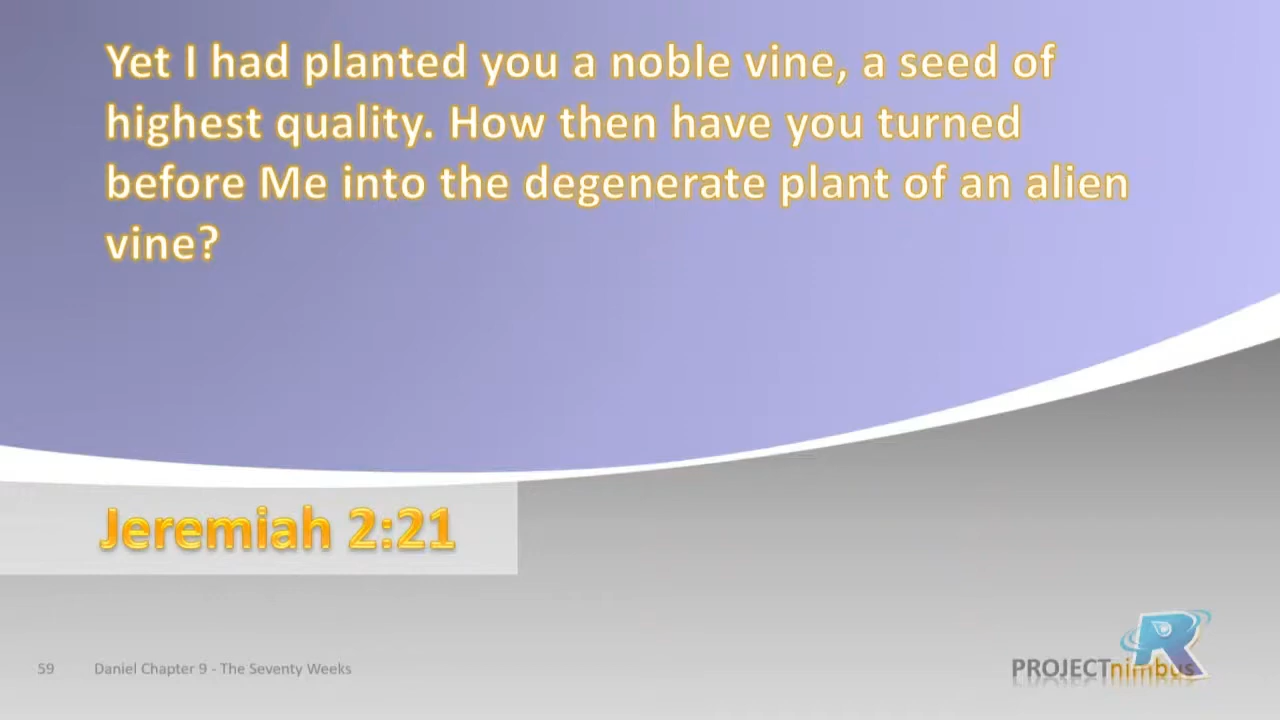 Yet I had planted you a noble vine, a seed of
highest quality. How then have you turned
before Me into the degenerate plant of an alien
vine?
Jeremiah 2:21
59 Daniel Chapter 9 - The Seventy Weeks
R
PROJECTnimbus